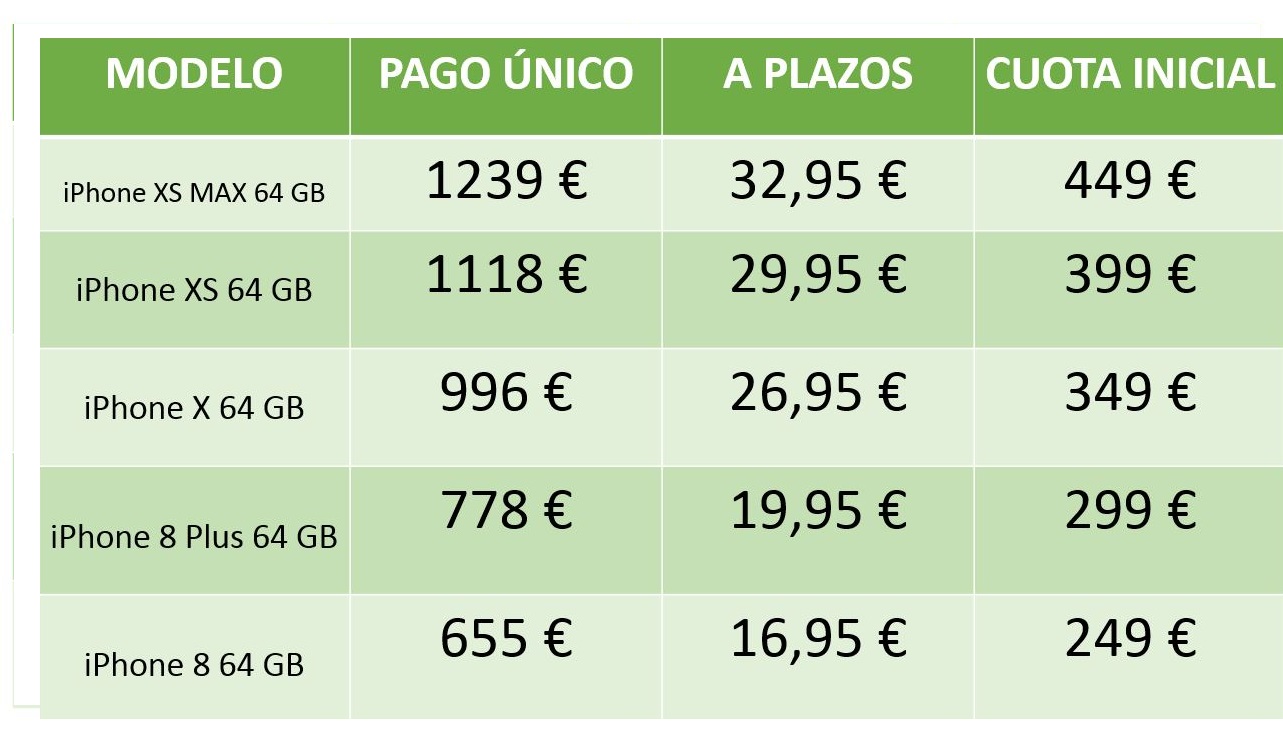 MODELO PAGO ÚNICO A PLAZOS CUOTA INICIAL
iPhone XS MAX 64 GB 1239 € 32,95 € 449 €
iPhone XS 64 GB 1118 € 29,95 € 399 €
iPhone X 64 GB 996 € 26,95 € 349 €
iPhone 8 Plus 64 GB 778 € 19,95 € 299 €
iPhone 8 64 GB 655 € 16,95 € 249 €